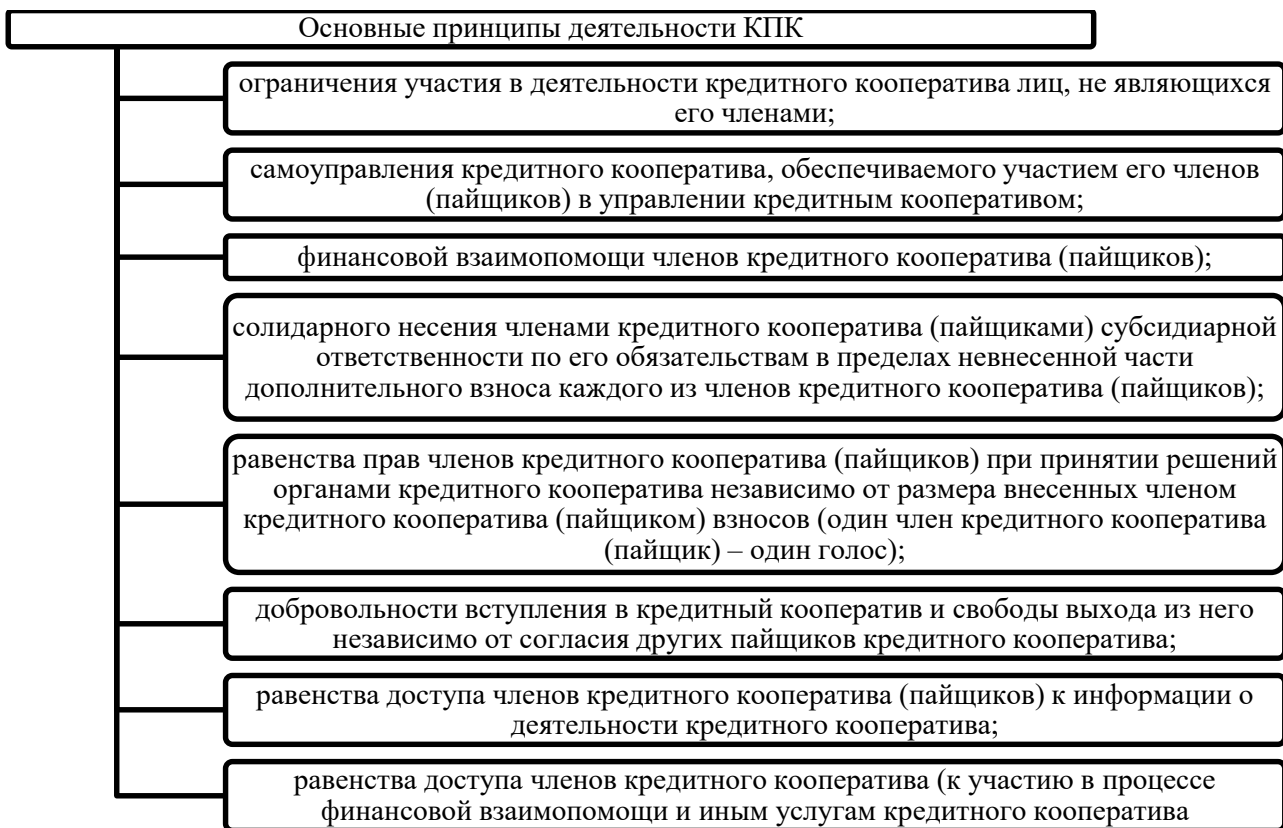 Основные принципы деятельности КПК
ограничения участия в деятельности кредитного кооператива лиц, не являющихся
его членами;
самоуправления кредитного кооператива, обеспечиваемого участием его членов
(пайщиков) в управлении кредитным кооперативом;
финансовой взаимопомощи членов кредитного кооператива (пайщиков);
солидарного несения членами кредитного кооператива (пайщиками) субсидиарной
ответственности по его обязательствам в пределах невнесенной части
дополнительного взноса каждого из членов кредитного кооператива (пайщиков);
равенства прав членов кредитного кооператива (пайщиков) при принятии решений
органами кредитного кооператива независимо от размера внесенных членом
кредитного кооператива (пайщиком) взносов (один член кредитного кооператива
(пайщик) – один голос);
добровольности вступления в кредитный кооператив и свободы выхода из него
независимо от согласия других пайщиков кредитного кооператива;
равенства доступа членов кредитного кооператива (пайщиков) к информации о
деятельности кредитного кооператива;
равенства доступа членов кредитного кооператива (к участию в процессе
финансовой взаимопомощи и иным услугам кредитного кооператива